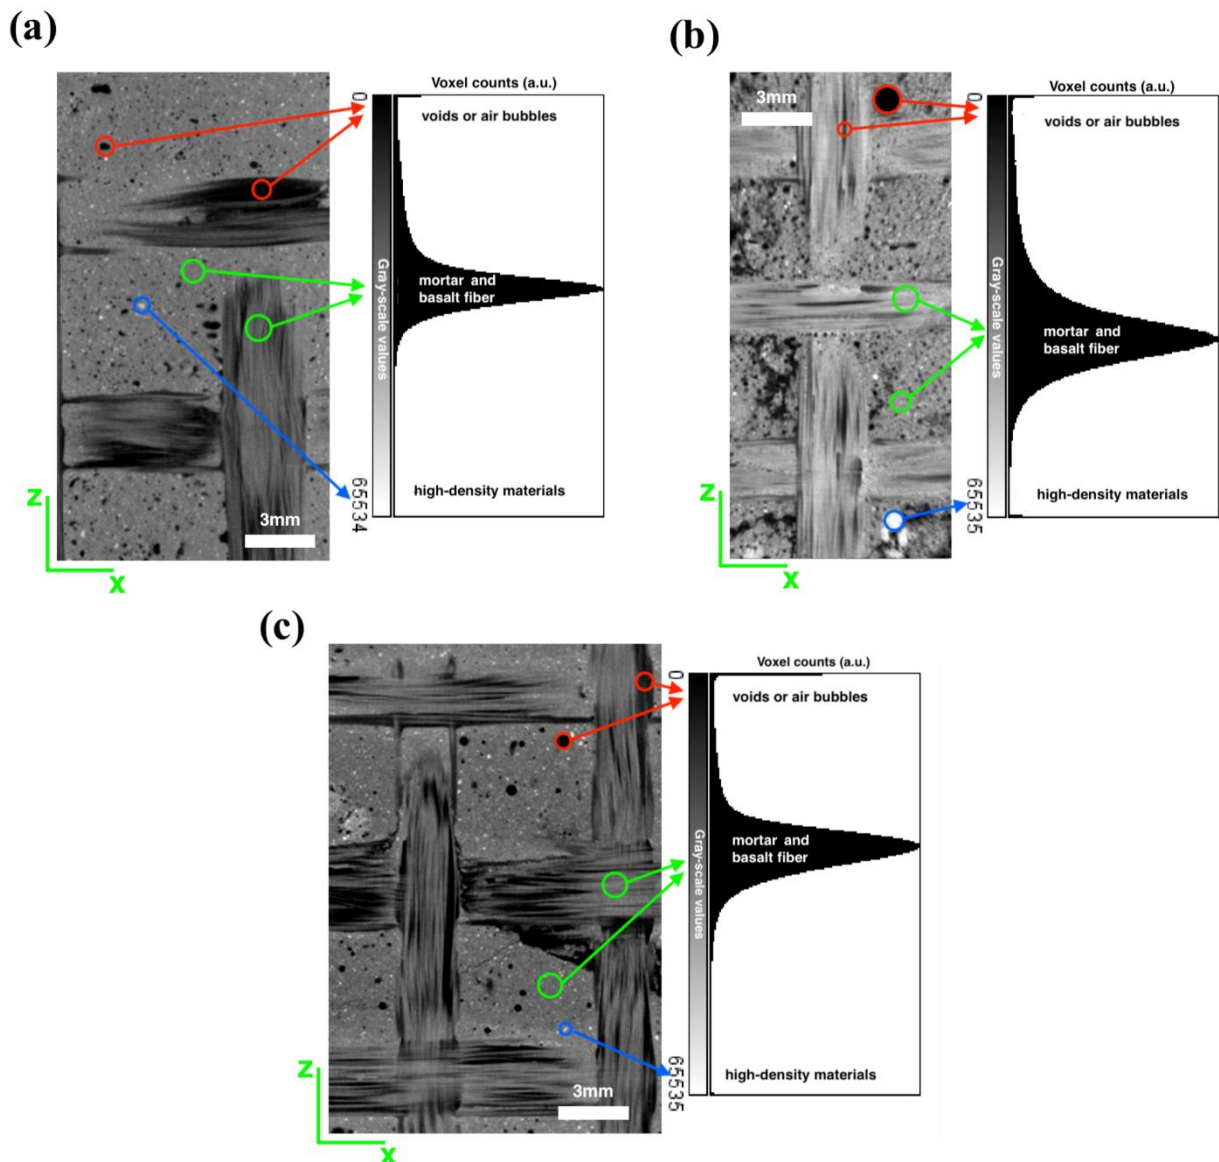 (a)
Voxel counts (a.u.)
0
voids or air bubbles
Gray-scale values
mortar and
basalt fiber
high-density materials
65534
3mm
Z
X
(b)
3mm
Voxel counts (a.u.)
0
voids or air bubbles
Gray-scale values
mortar and
basalt fiber
high-density materials
65535
Z
X
(c)
Voxel counts (a.u.)
0
voids or air bubbles
Gray-scale values
mortar and
basalt fiber
high-density materials
65535
3mm
Z
X